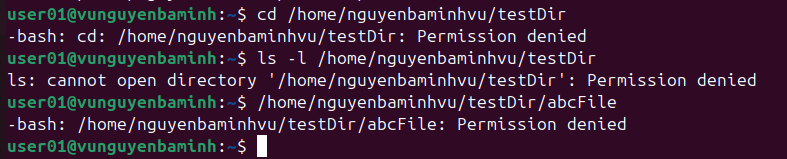 user01@vunguyenbaminh:~$ cd /home/nguyenbaminhvu/testDir
-bash: cd: /home/nguyenbaminhvu/testDir: Permission denied
user01@vunguyenbaminh:~$ ls -l /home/nguyenbaminhvu/testDir
ls: cannot open directory '/home/nguyenbaminhvu/testDir': Permission denied
user01@vunguyenbaminh:~$ /home/nguyenbaminhvu/testDir/abcFile
-bash: /home/nguyenbaminhvu/testDir/abcFile: Permission denied
user01@vunguyenbaminh:~$